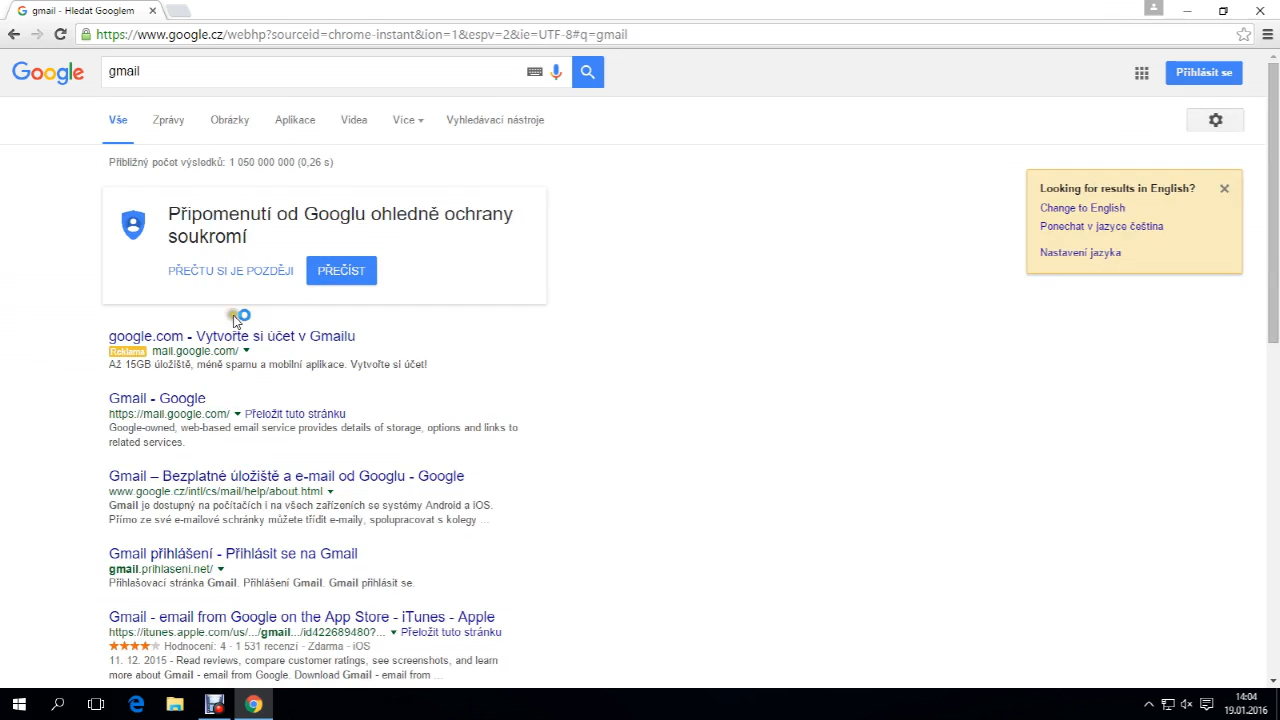 gmail - Hledat Googlem
https://www.google.cz/webhp?sourceid=chrome-instant&ion=1&espv=2&ie=UTF-8#q=gmail
Google
gmail
Přihlásit se
Vše Zprávy Obrázky Aplikace Videa Více Vyhledávací nástroje
Přibližný počet výsledků: 1 050 000 000 (0,26 s)
Připomenutí od Googlu ohledně ochrany
soukromí
PŘEČTU SI JE POZDĚJI PŘEČÍST
Looking for results in English?
Change to English
Ponechat v jazyce čeština
Nastavení jazyka
google.com - Vytvořte si účet v Gmailu
Reklama mail.google.com/
Až 15GB úložiště, méně spamu a mobilní aplikace. Vytvořte si účet!
Gmail - Google
https://mail.google.com/ Přeložit tuto stránku
Google-owned, web-based email service provides details of storage, options and links to
related services.
Gmail – Bezplatné úložiště a e-mail od Googlu - Google
www.google.cz/intl/cs/mail/help/about.html
Gmail je dostupný na počítačích i na všech zařízeních se systémy Android a iOS.
Přímo ze své e-mailové schránky můžete třídit e-maily, spolupracovat s kolegy ...
Gmail přihlášení - Přihlásit se na Gmail
gmail.prihlaseni.net/
Přihlašovací stránka Gmail. Přihlášení Gmail. Gmail přihlásit se.
Gmail - email from Google on the App Store - iTunes - Apple
https://itunes.apple.com/us/.../gmail.../id422689480?... Přeložit tuto stránku
Hodnocení: 4 - 1 531 recenzí - Zdarma - iOS
11. 12. 2015 - Read reviews, compare customer ratings, see screenshots, and learn
more about Gmail - email from Google. Download Gmail - email from ...
14:04
19.01.2016